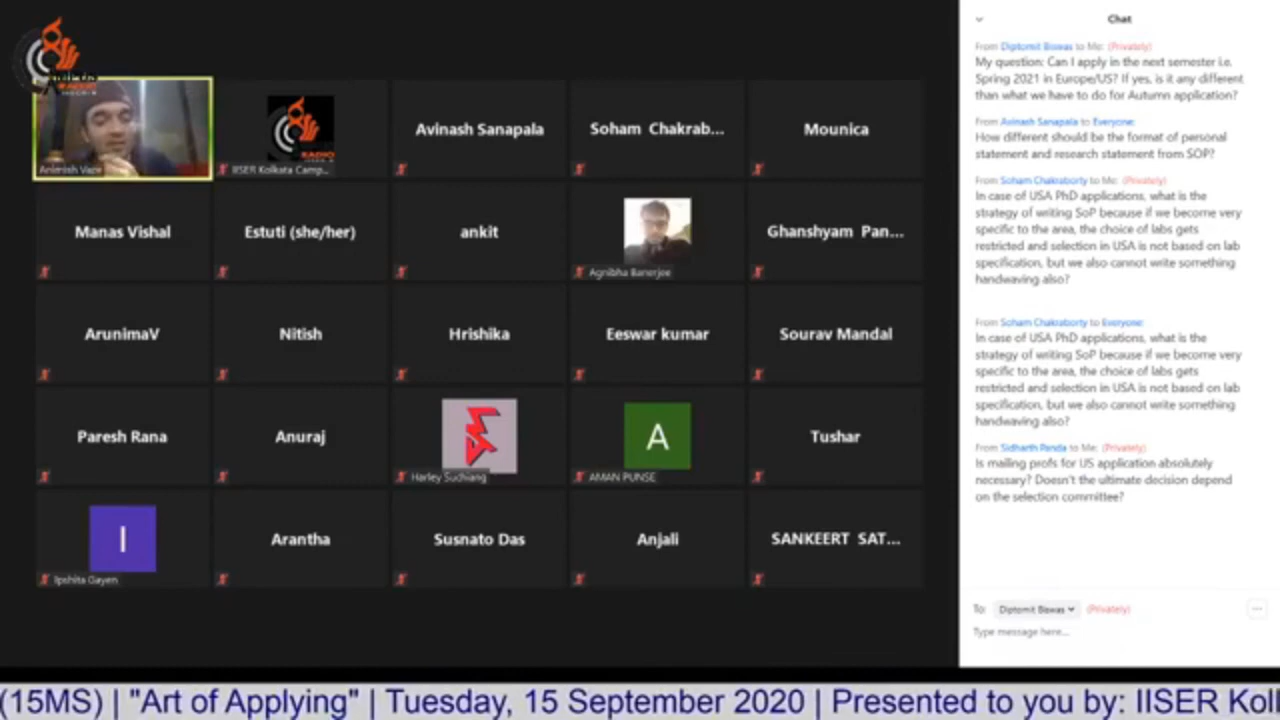 Chat
From Diptomit Biswas to Me: (Privately)
My question: Can I apply in the next semester i.e.
Spring 2021 in Europe/US? If yes, is it any different
than what we have to do for Autumn application?
From Avinash Sanapala to Everyone:
How different should be the format of personal
statement and research statement from SOP?
From Soham Chakraborty to Me: (Privately)
In case of USA PhD applications, what is the
strategy of writing SoP because if we become very
specific to the area, the choice of labs gets
restricted and selection in USA is not based on lab
specification, but we also cannot write something
handwaving also?
From Soham Chakraborty to Everyone:
In case of USA PhD applications, what is the
strategy of writing SoP because if we become very
specific to the area, the choice of labs gets
restricted and selection in USA is not based on lab
specification, but we also cannot write something
handwaving also?
From Sidharth Panda to Me: (Privately)
Is mailing profs for US application absolutely
necessary? Doesn't the ultimate decision depend
on the selection committee?
To: Diptomit Biswas (Privately)
Type message here...
RADIO
Animish
IISER Kolkata Camp...
Avinash Sanapala
Soham Chakrab...
Mounica
Manas Vishal
Estuti (she/her)
ankit
Agnibha Banerjee
Ghanshyam Pan...
ArunimaV
Nitish
Hrishika
Eeswar kumar
Sourav Mandal
Paresh Rana
Anuraj
Harley Suchiang
A
AMAN PUNSE
Tushar
I
Ipshita Gayen
Arantha
Susnato Das
Anjali
SANKEERT SAT...
(15MS) | "Art of Applying" | Tuesday, 15 September 2020 | Presented to you by: IISER Kol